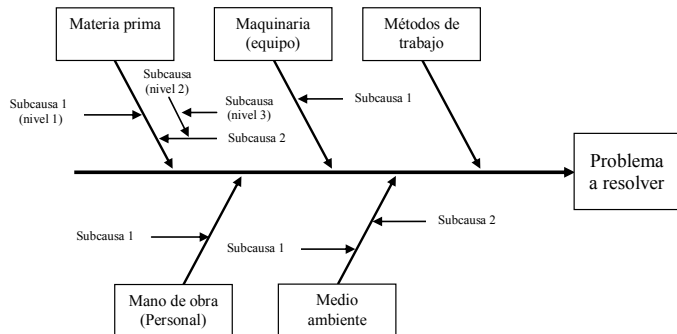 Materia prima
Maquinaria
(equipo)
Métodos de
trabajo
Subcausa
(nivel 2)
Subcausa 1
(nivel 1)
Subcausa
(nivel 3)
Subcausa 1
Subcausa 2
Problema
a resolver
Subcausa 2
Subcausa 1
Subcausa 1
Mano de obra
(Personal)
Medio
ambiente